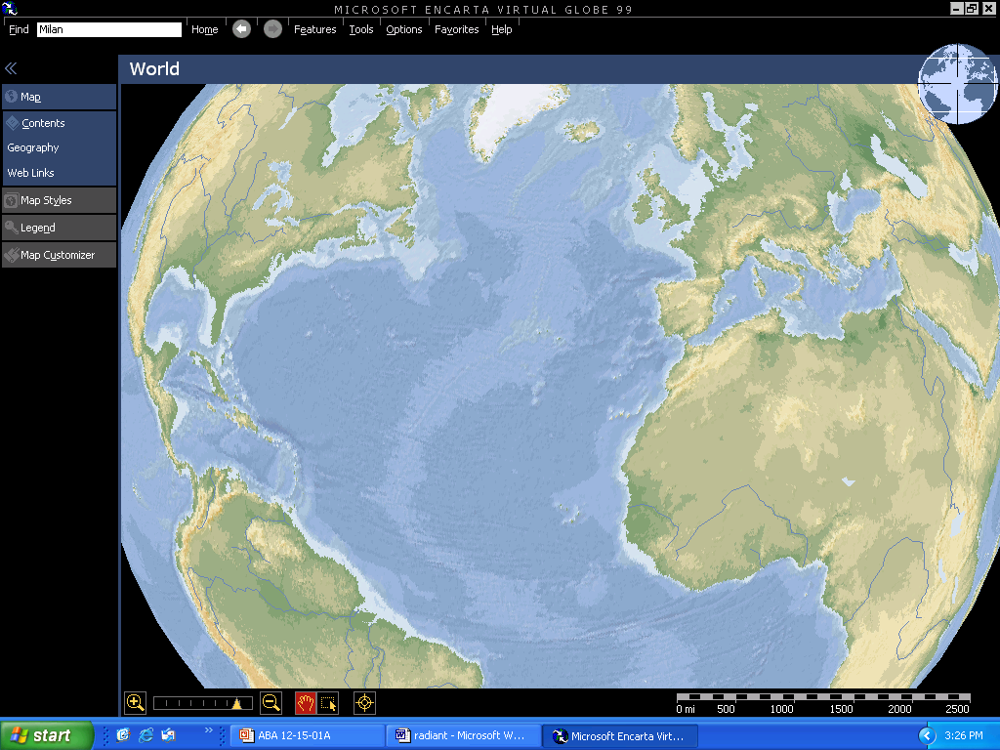 MICROSOFT ENCARTA VIRTUAL GLOBE 99
Find Milan Home Features Tools Options Favorites Help
World
Map
Contents
Geography
Web Links
Map Styles
Legend
Map Customizer
0 mi 500 1000 1500 2000 2500
start ABA 12-15-01A radiant - Microsoft W... Microsoft Encarta Virt... 3:26 PM